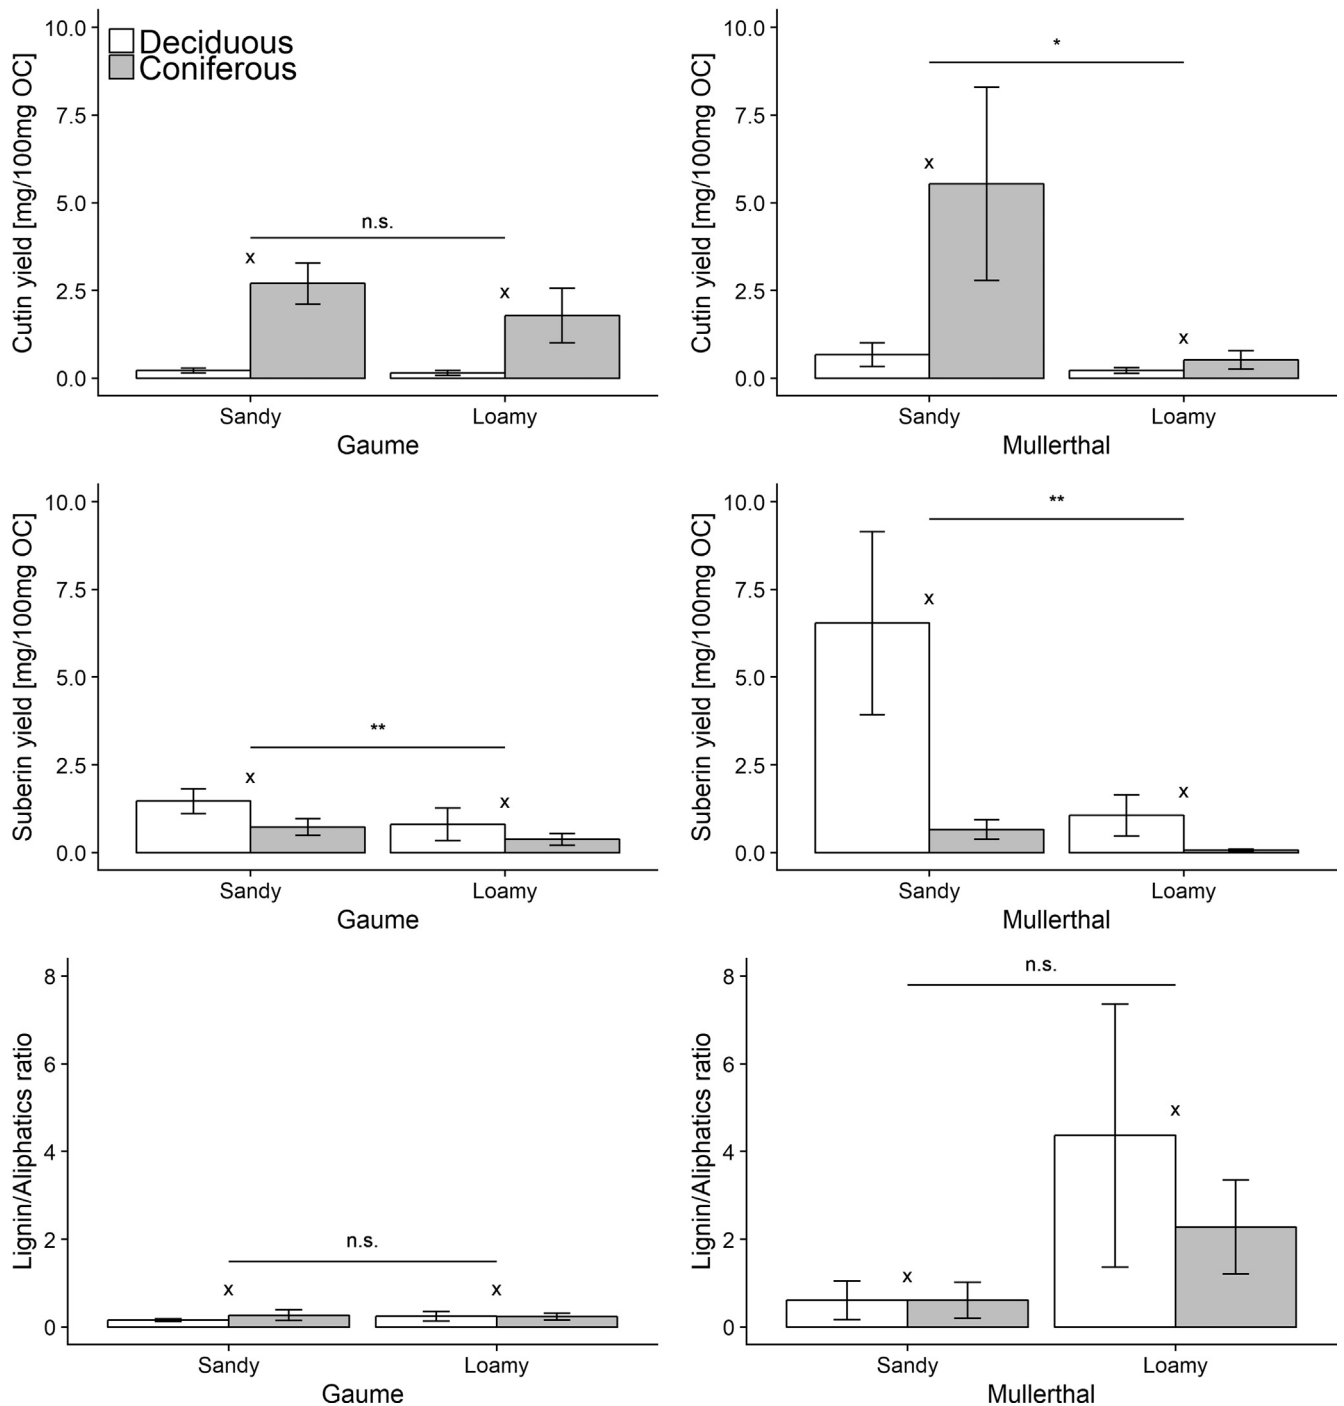 Cutin yield [mg/100mg OC]
10.0
7.5
5.0
2.5
0.0
Deciduous
Coniferous
n.s.
x
x
Sandy
Loamy
Gaume
Cutin yield [mg/100mg OC]
10.0
7.5
5.0
2.5
0.0
*
x
x
Sandy
Loamy
Mullerthal
Suberin yield [mg/100mg OC]
10.0
7.5
5.0
2.5
0.0
**
x
x
Sandy
Loamy
Gaume
Suberin yield [mg/100mg OC]
10.0
7.5
5.0
2.5
0.0
**
x
x
Sandy
Loamy
Mullerthal
Lignin/Aliphatics ratio
8
6
4
2
0
n.s.
x
x
Sandy
Loamy
Gaume
Lignin/Aliphatics ratio
8
6
4
2
0
n.s.
x
x
Sandy
Loamy
Mullerthal